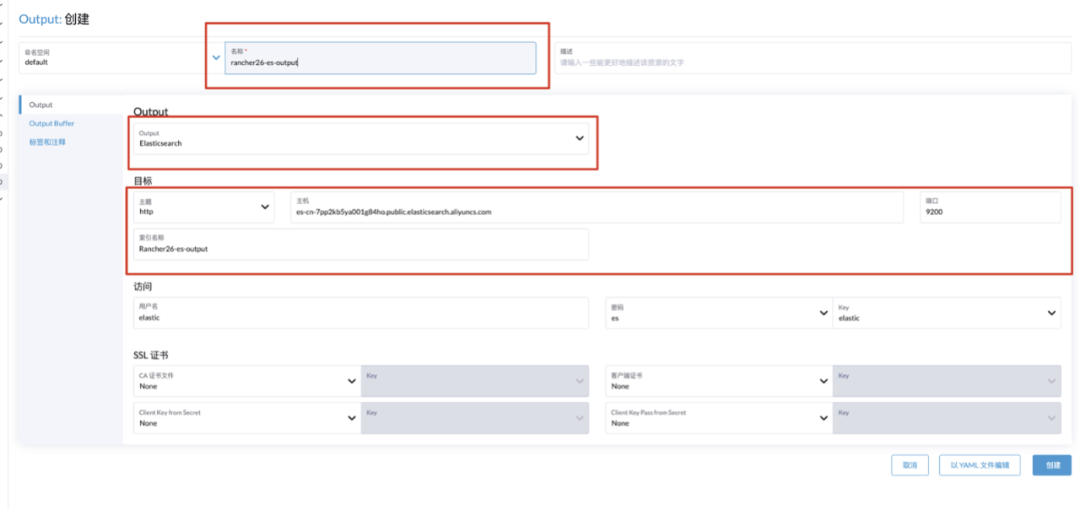 Output: 创建
命名空间
default
名称 *
rancher26-es-output
描述
请输入一些能更好地描述该资源的文字
Output
Output Buffer
标签和注释
Output
Output
Elasticsearch
目标
主题
http
主机
es-cn-7pp2kb5ya001g84ho.public.elasticsearch.aliyuncs.com
端口
9200
索引名称
Rancher26-es-output
访问
用户名
elastic
密码
es
Key
elastic
SSL 证书
CA 证书文件
None
Key
客户端证书
None
Key
Client Key from Secret
None
Key
Client Key Pass from Secret
None
Key
取消
以 YAML 文件编辑
创建